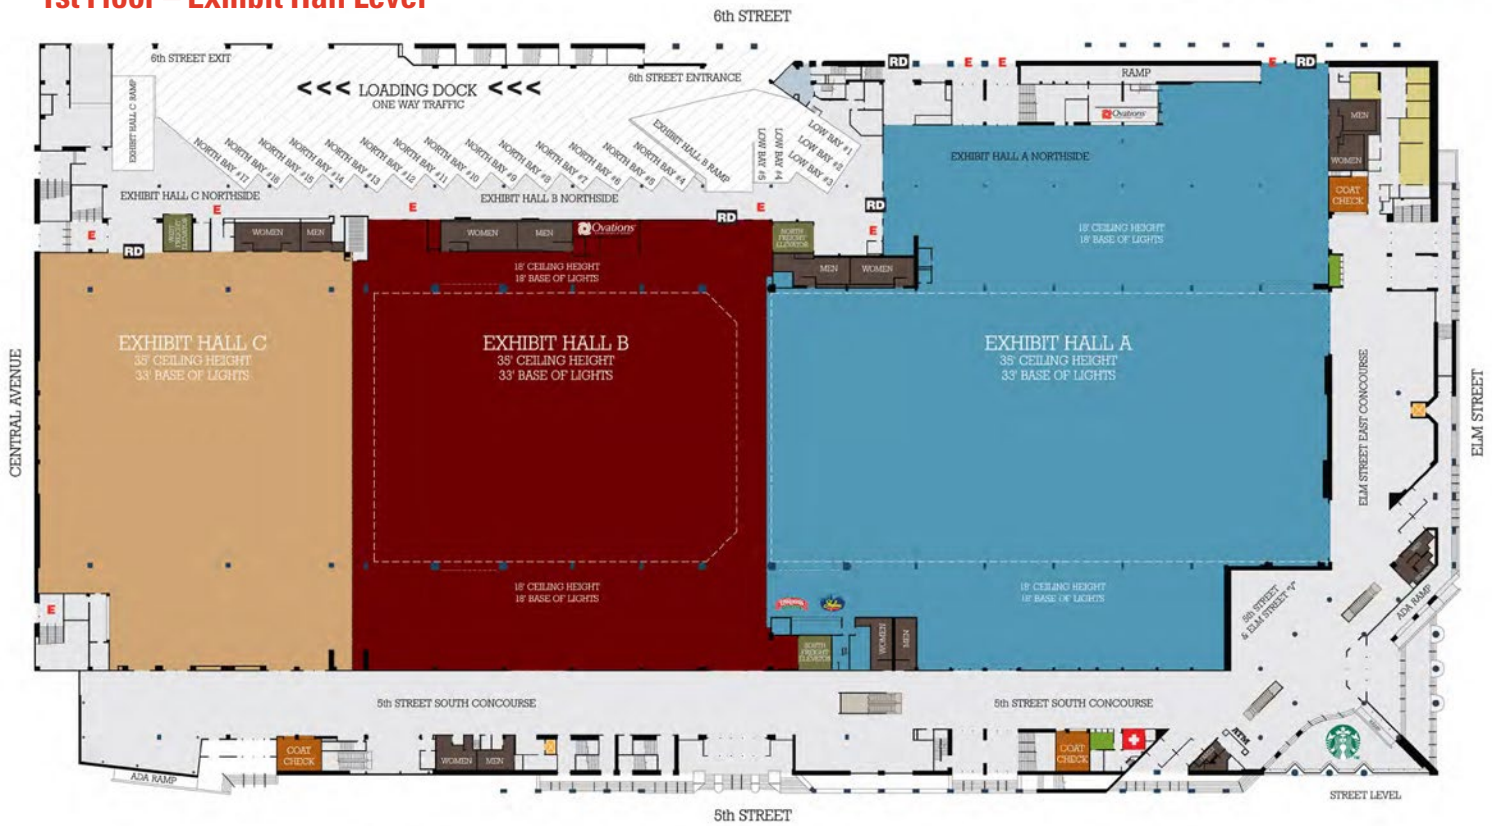 1st Floor – Exhibit Hall Level
6th STREET
6th STREET EXIT
<<< LOADING DOCK <<<
ONE WAY TRAFFIC
6th STREET ENTRANCE
RD
E
E
E
RD
RAMP
Ovations
EXHIBIT HALL C RAMP
NORTH BAY #17
NORTH BAY #16
NORTH BAY #15
NORTH BAY #14
NORTH BAY #13
NORTH BAY #12
NORTH BAY #11
NORTH BAY #10
NORTH BAY #9
NORTH BAY #8
NORTH BAY #7
NORTH BAY #6
NORTH BAY #5
NORTH BAY #4
EXHIBIT HALL B RAMP
LOW BAY #5
LOW BAY #4
LOW BAY #3
LOW BAY #2
LOW BAY #1
EXHIBIT HALL A NORTHSIDE
MEN
WOMEN
COAT
CHECK
EXHIBIT HALL C NORTHSIDE
EXHIBIT HALL B NORTHSIDE
E
E
E
RD
RD
E
E
RD
WOMEN
MEN
WOMEN
MEN
Ovations
NORTH
FREIGHT
ELEVATOR
MEN
WOMEN
18' CEILING HEIGHT
18' BASE OF LIGHTS
18' CEILING HEIGHT
18' BASE OF LIGHTS
EXHIBIT HALL C
35' CEILING HEIGHT
33' BASE OF LIGHTS
EXHIBIT HALL B
35' CEILING HEIGHT
33' BASE OF LIGHTS
EXHIBIT HALL A
35' CEILING HEIGHT
33' BASE OF LIGHTS
CENTRAL AVENUE
ELM STREET EAST CONCOURSE
ELM STREET
18' CEILING HEIGHT
18' BASE OF LIGHTS
18' CEILING HEIGHT
18' BASE OF LIGHTS
E
SOUTH
FREIGHT
ELEVATOR
WOMEN
MEN
5th STREET
& ELM STREET "L"
ADA RAMP
5th STREET SOUTH CONCOURSE
5th STREET SOUTH CONCOURSE
COAT
CHECK
WOMEN
MEN
COAT
CHECK
ATM
ADA RAMP
STREET LEVEL
5th STREET